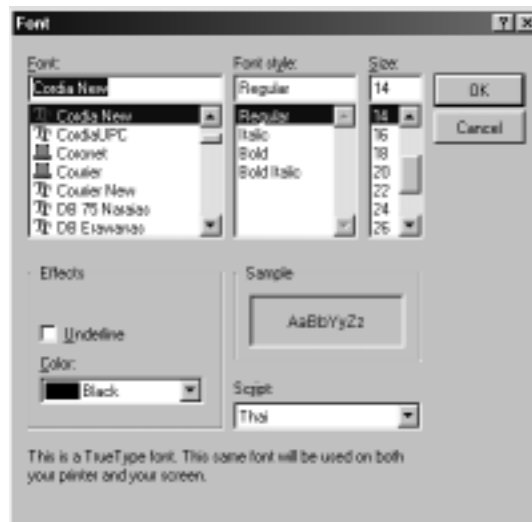 Font
Font: Font style: Size:
Cordia New Regular 14 OK
Cordia New Regular 14 Cancel
CordiaUPC Italic 16
Coronet Bold 18
Courier Bold Italic 20
Courier New 22
DB 75 Naraias 24
DB Erawanas 26
Effects Sample
AaBbYyZz
Underline
Color:
Black Script:
Thai
This is a TrueType font. This same font will be used on both
your printer and your screen.